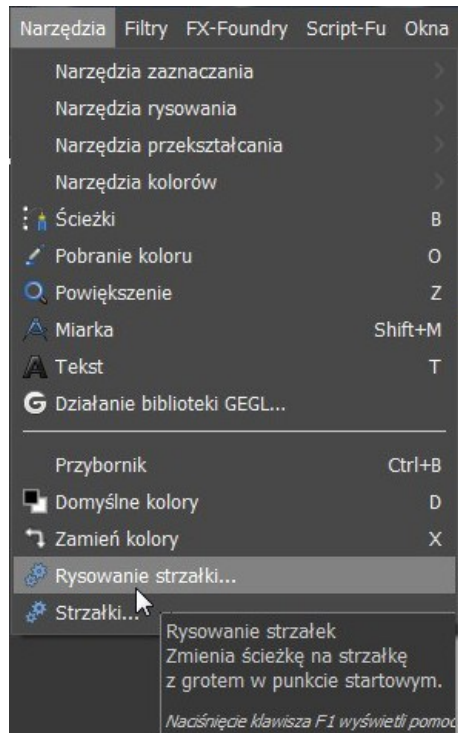 Narzędzia Filtry FX-Foundry Script-Fu Okna
Narzędzia zaznaczania
Narzędzia rysowania
Narzędzia przekształcania
Narzędzia kolorów
Ścieżki B
Pobranie koloru O
Powiększenie Z
Miarka Shift+M
Tekst T
Działanie biblioteki GEGL...
Przybornik Ctrl+B
Domyślne kolory D
Zamień kolory X
Rysowanie strzałki...
Strzałki...
Rysowanie strzałek
Zmienia ścieżkę na strzałkę
z grotem w punkcie startowym.
Naciśnięcie klawisza F1 wyświetli pomoc